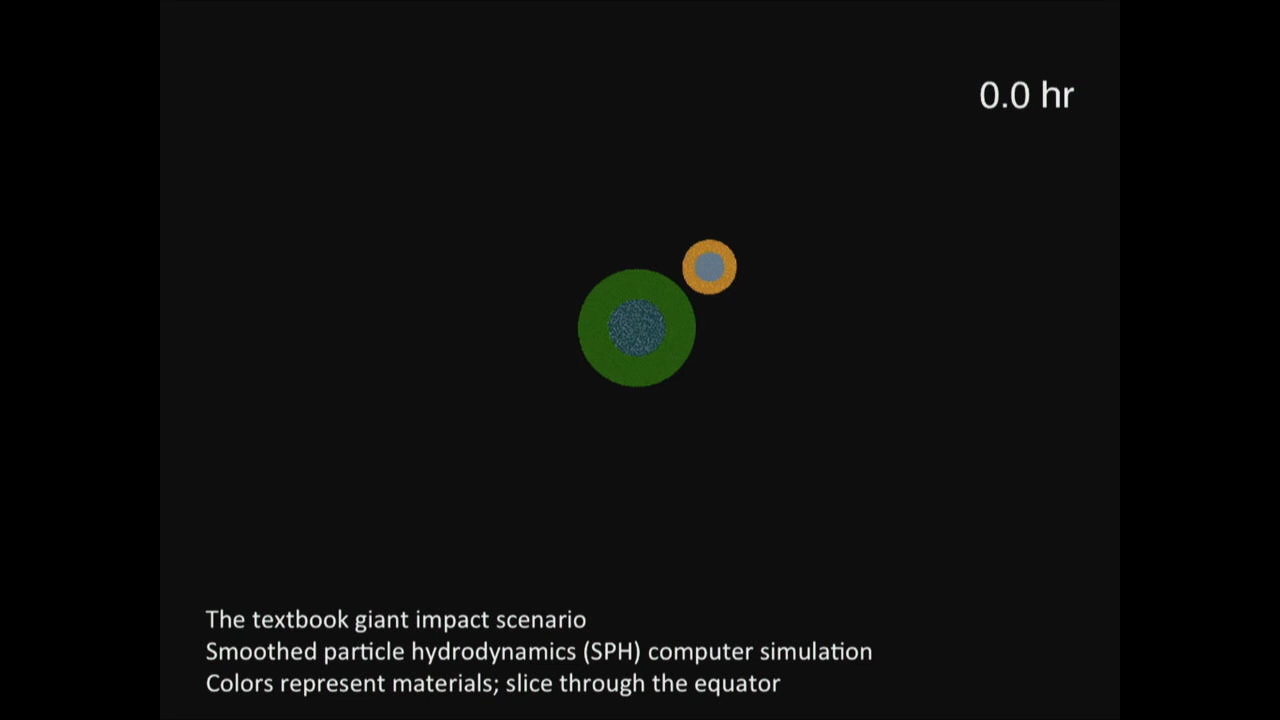 0.0 hr
The textbook giant impact scenario
Smoothed particle hydrodynamics (SPH) computer simulation
Colors represent materials; slice through the equator